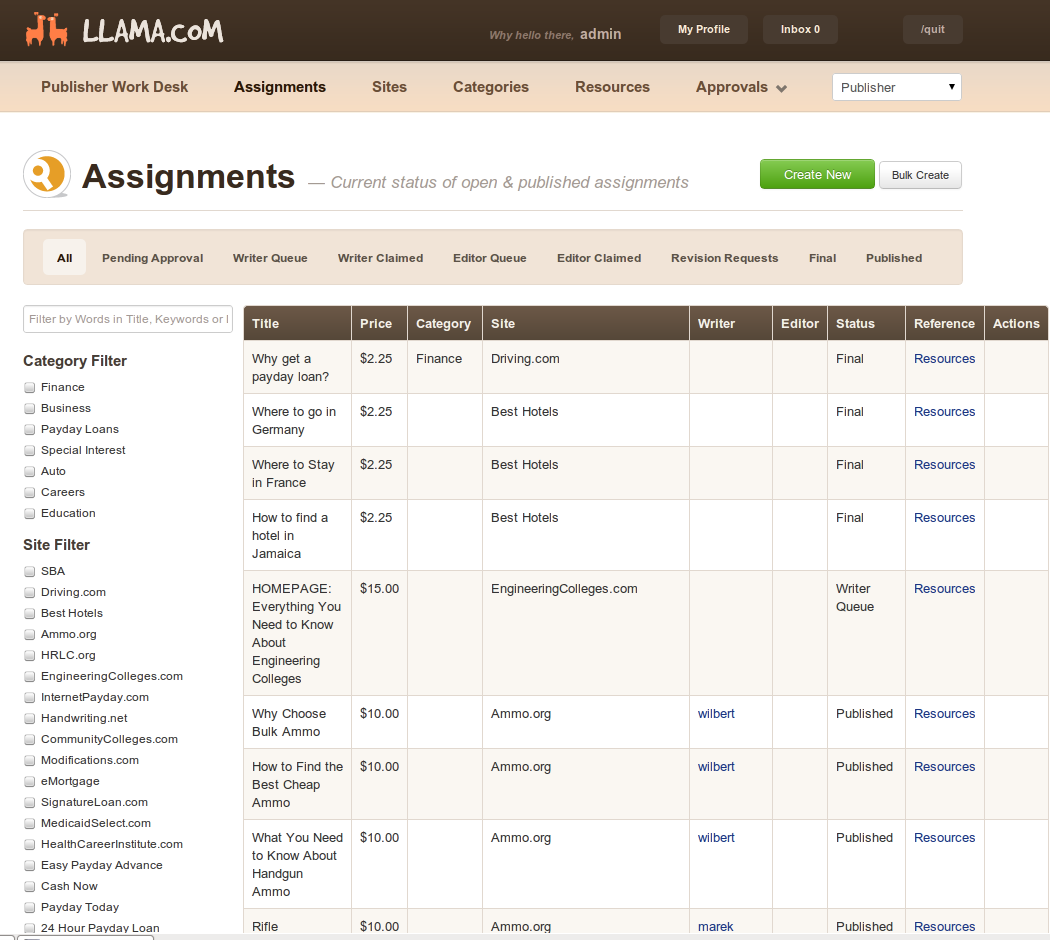 LLAMA.COM
Why hello there, admin
My Profile
Inbox 0
/quit
Publisher Work Desk
Assignments
Sites
Categories
Resources
Approvals
Publisher
Assignments — Current status of open & published assignments
Create New
Bulk Create
All
Pending Approval
Writer Queue
Writer Claimed
Editor Queue
Editor Claimed
Revision Requests
Final
Published
Filter by Words in Title, Keywords or
Category Filter
Finance
Business
Payday Loans
Special Interest
Auto
Careers
Education
Site Filter
SBA
Driving.com
Best Hotels
Ammo.org
HRLC.org
EngineeringColleges.com
InternetPayday.com
Handwriting.net
CommunityColleges.com
Modifications.com
eMortgage
SignatureLoan.com
MedicaidSelect.com
HealthCareerInstitute.com
Easy Payday Advance
Cash Now
Payday Today
24 Hour Payday Loan
Title Price Category Site Writer Editor Status Reference Actions
Why get a $2.25 Finance Driving.com Final Resources
payday loan?
Where to go in $2.25 Best Hotels Final Resources
Germany
Where to Stay $2.25 Best Hotels Final Resources
in France
How to find a $2.25 Best Hotels Final Resources
hotel in
Jamaica
HOMEPAGE: $15.00 EngineeringColleges.com Writer Resources
Everything You Queue
Need to Know
About
Engineering
Colleges
Why Choose $10.00 Ammo.org wilbert Published Resources
Bulk Ammo
How to Find the $10.00 Ammo.org wilbert Published Resources
Best Cheap
Ammo
What You Need $10.00 Ammo.org wilbert Published Resources
to Know About
Handgun
Ammo
Rifle $10.00 Ammo.org marek Published Resources